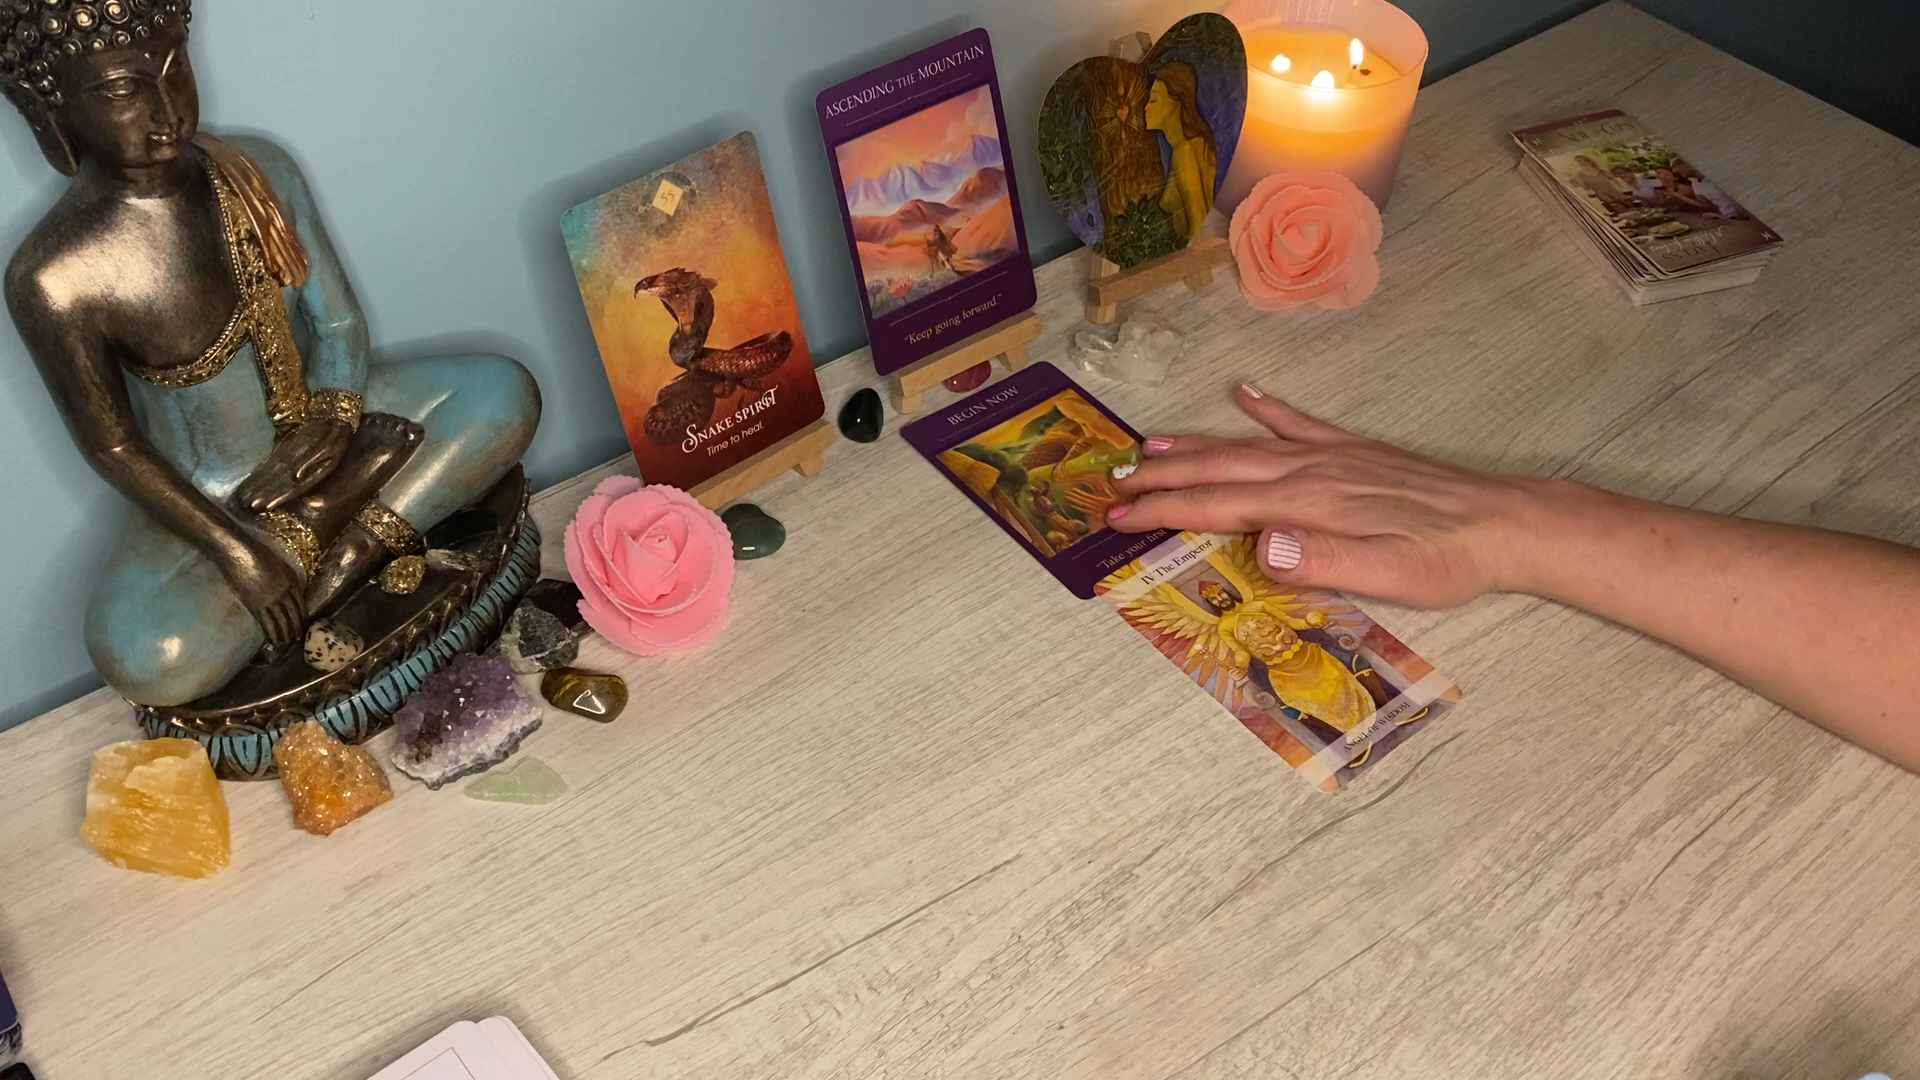 55
SNAKE SPIRIT
Time to heal.
ASCENDING THE MOUNTAIN
"Keep going forward."
BEGIN NOW
"Take your first
IV The Emperor
ANGEL OF WISDOM